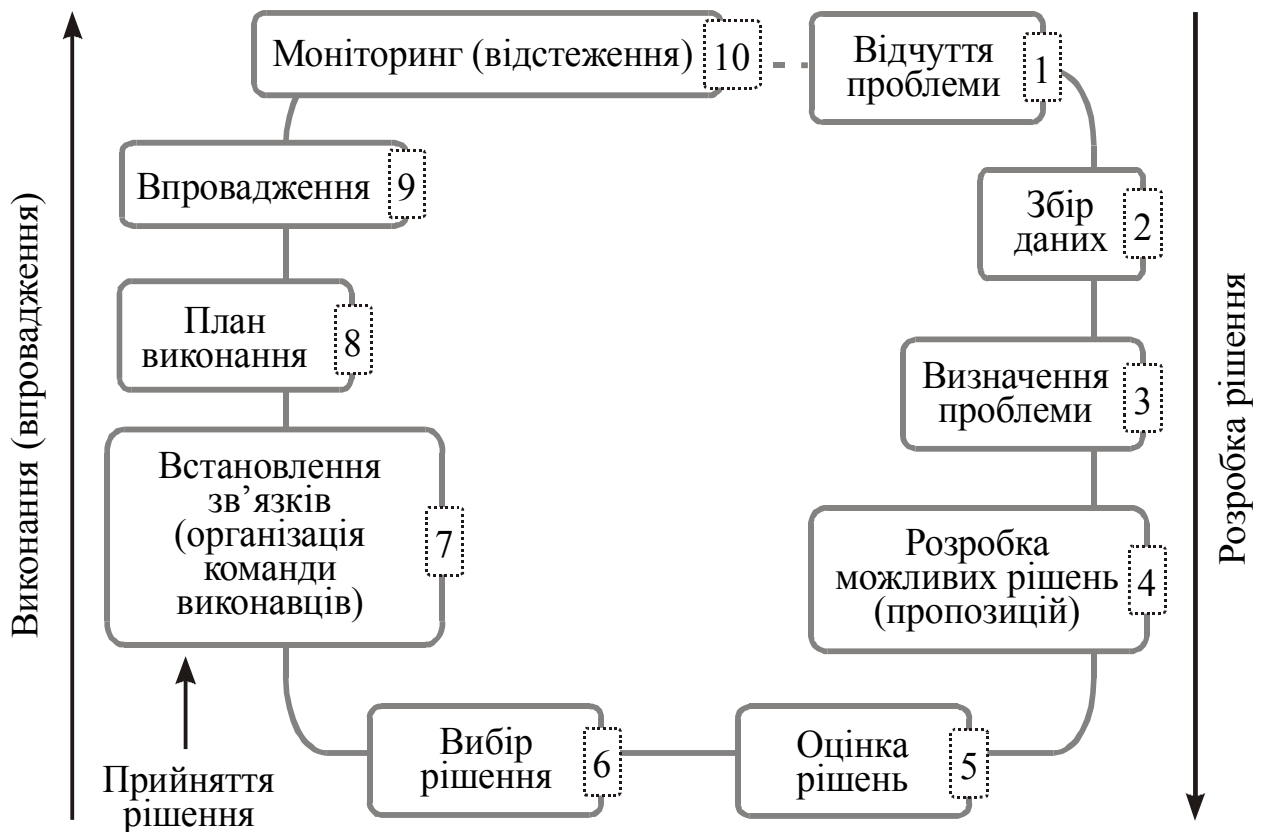 Моніторинг (відстеження)
10
Відчуття
проблеми
1
Збір
даних
2
Визначення
проблеми
3
Розробка
можливих рішень
(пропозицій)
4
Оцінка
рішень
5
Вибір
рішення
6
Встановлення
зв’язків
(організація
команди
виконавців)
7
План
виконання
8
Впровадження
9
Прийняття
рішення
Виконання (впровадження)
Розробка рішення